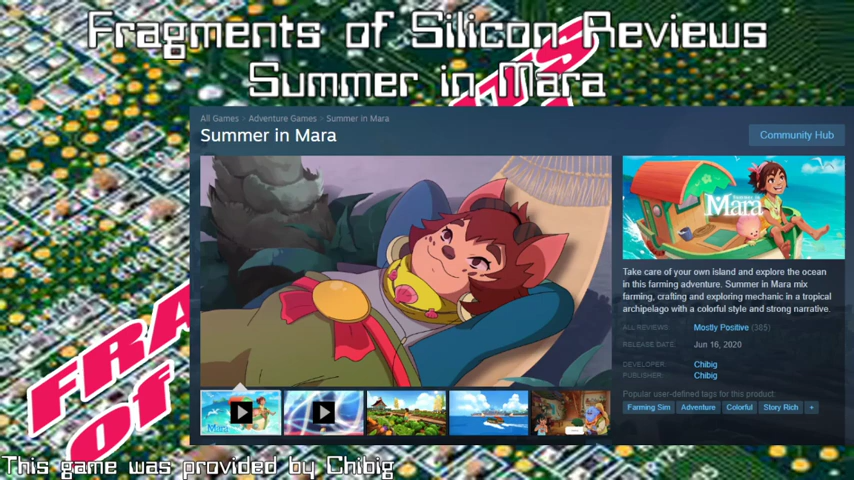 Fragments of Silicon Reviews
Summer in Mara
All Games > Adventure Games > Summer in Mara
Summer in Mara
Community Hub
Mara
Take care of your own island and explore the ocean
in this farming adventure. Summer in Mara mix
farming, crafting and exploring mechanic in a tropical
archipelago with a colorful style and strong narrative.
ALL REVIEWS: Mostly Positive (385)
RELEASE DATE: Jun 16, 2020
DEVELOPER: Chibig
PUBLISHER: Chibig
Popular user-defined tags for this product:
Farming Sim Adventure Colorful Story Rich +
Mara
FRA
of
This game was provided by Chibig